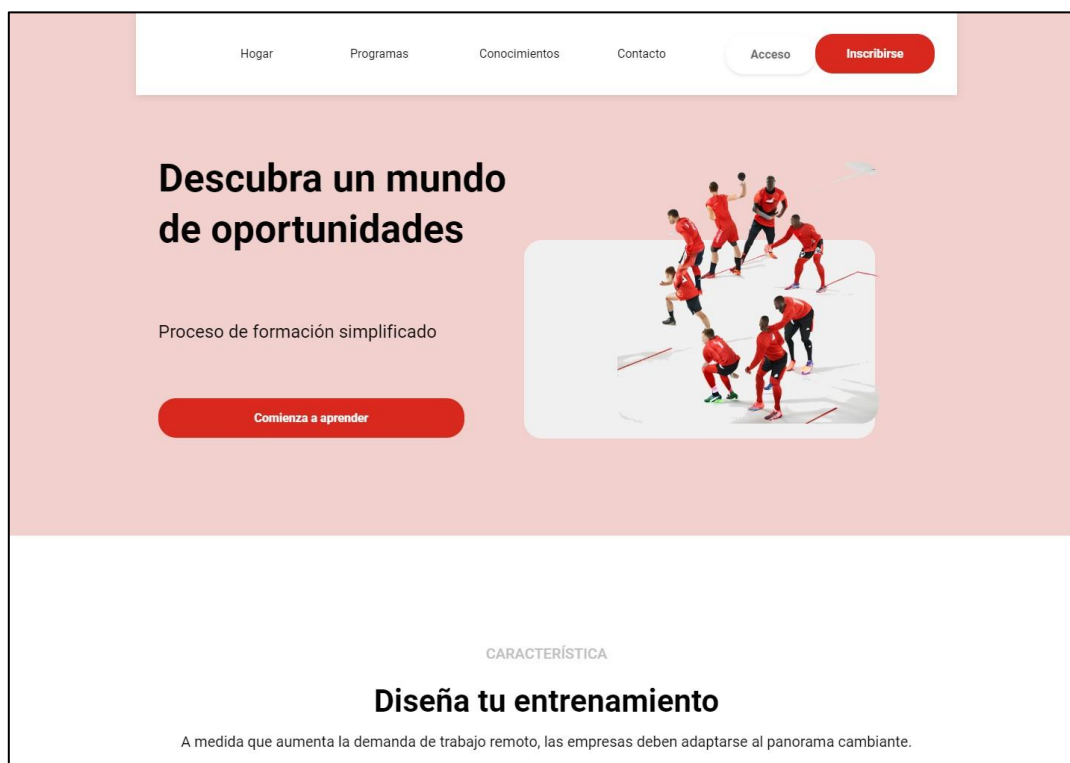 Hogar Programas Conocimientos Contacto Acceso Inscribirse
Descubra un mundo
de oportunidades
Proceso de formación simplificado
Comienza a aprender
CARACTERÍSTICA
Diseña tu entrenamiento
A medida que aumenta la demanda de trabajo remoto, las empresas deben adaptarse al panorama cambiante.